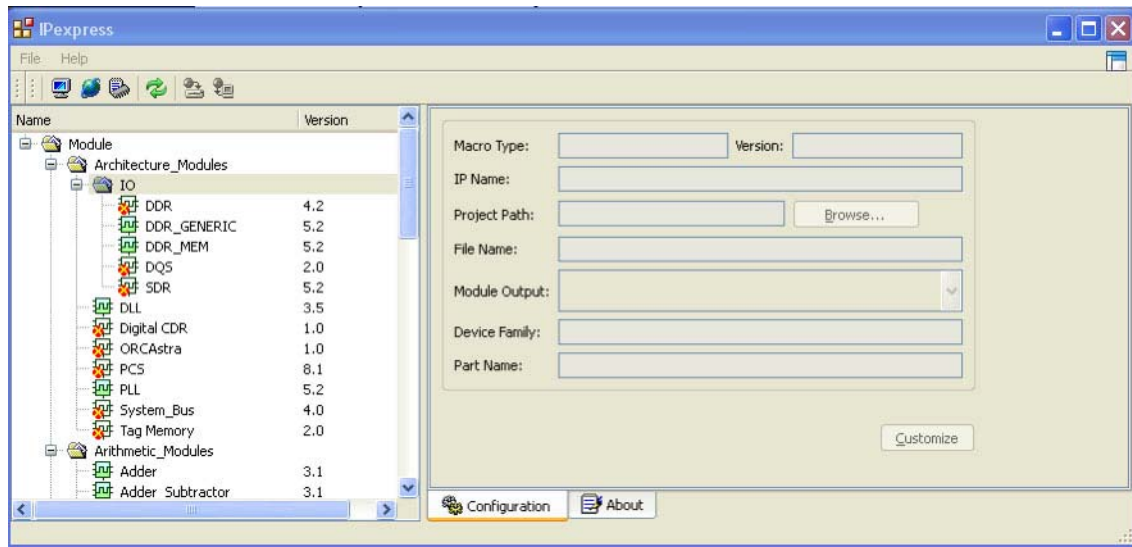 IPexpress
File Help
Name Version
Module
Architecture_Modules
IO
DDR 4.2
DDR_GENERIC 5.2
DDR_MEM 5.2
DQS 2.0
SDR 5.2
DLL 3.5
Digital CDR 1.0
ORCAstra 1.0
PCS 8.1
PLL 5.2
System_Bus 4.0
Tag Memory 2.0
Arithmetic_Modules
Adder 3.1
Adder Subtractor 3.1
Macro Type: Version:
IP Name:
Project Path: Browse...
File Name:
Module Output:
Device Family:
Part Name:
Customize
Configuration About